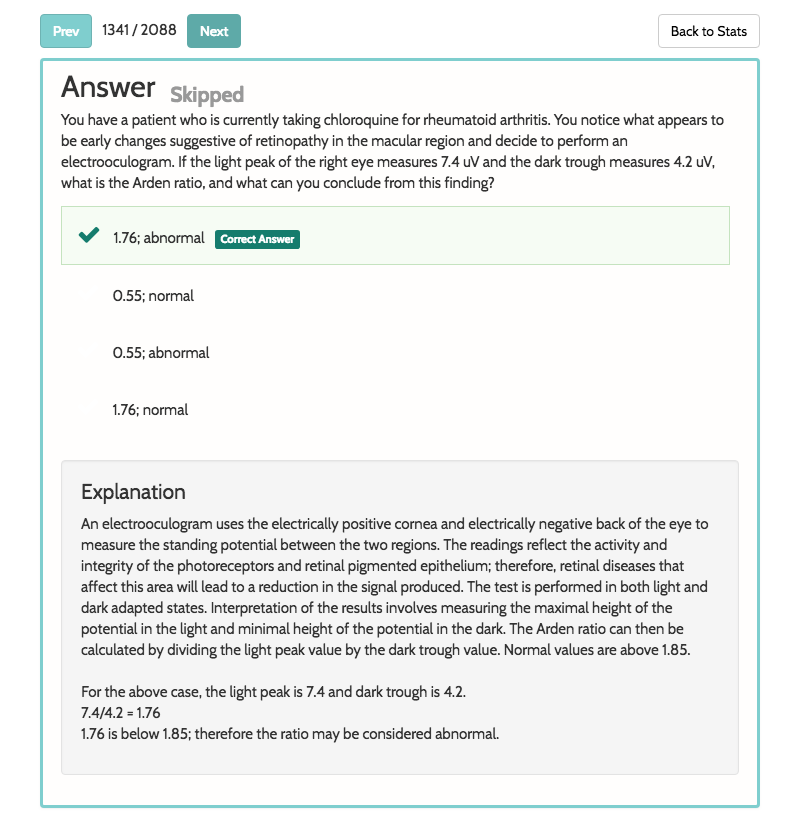 Prev 1341 / 2088 Next Back to Stats
Answer Skipped
You have a patient who is currently taking chloroquine for rheumatoid arthritis. You notice what appears to
be early changes suggestive of retinopathy in the macular region and decide to perform an
electrooculogram. If the light peak of the right eye measures 7.4 uV and the dark trough measures 4.2 uV,
what is the Arden ratio, and what can you conclude from this finding?
1.76; abnormal Correct Answer
0.55; normal
0.55; abnormal
1.76; normal
Explanation
An electrooculogram uses the electrically positive cornea and electrically negative back of the eye to
measure the standing potential between the two regions. The readings reflect the activity and
integrity of the photoreceptors and retinal pigmented epithelium; therefore, retinal diseases that
affect this area will lead to a reduction in the signal produced. The test is performed in both light and
dark adapted states. Interpretation of the results involves measuring the maximal height of the
potential in the light and minimal height of the potential in the dark. The Arden ratio can then be
calculated by dividing the light peak value by the dark trough value. Normal values are above 1.85.
For the above case, the light peak is 7.4 and dark trough is 4.2.
7.4/4.2 = 1.76
1.76 is below 1.85; therefore the ratio may be considered abnormal.